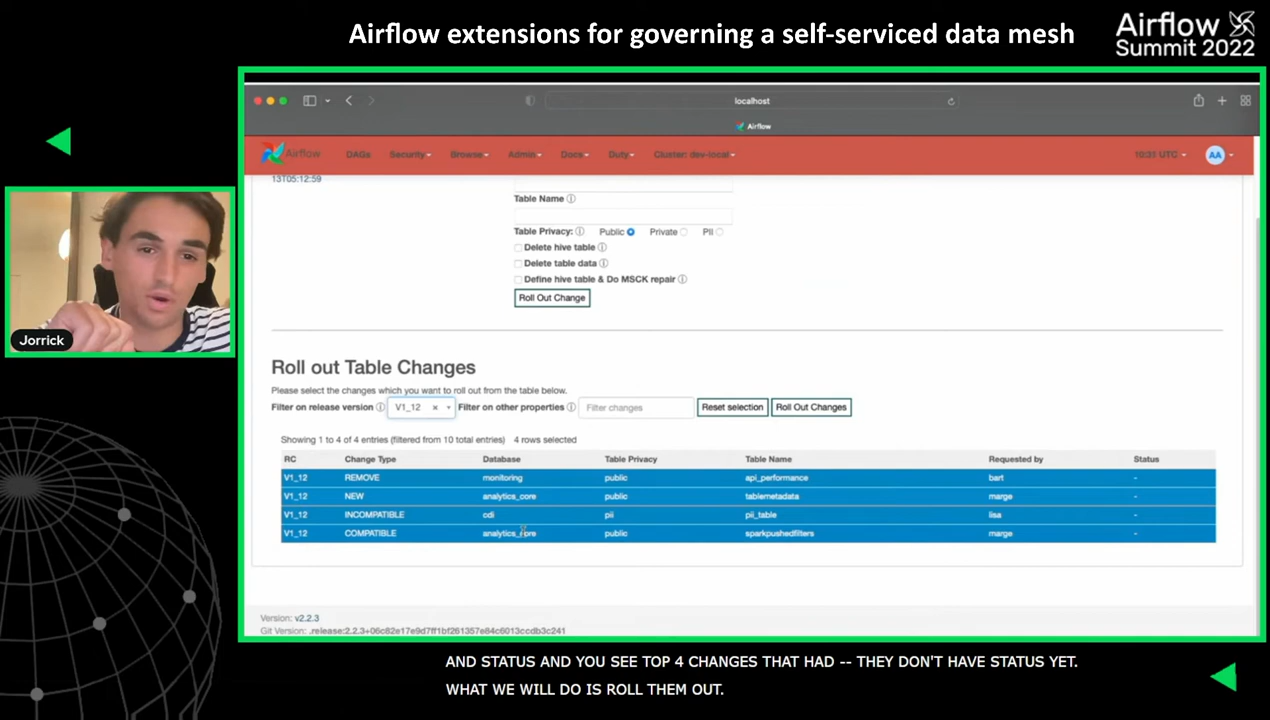 Airflow extensions for governing a self-serviced data mesh
Airflow
Summit 2022
localhost
Airflow
Airflow DAGs Security Browse Admin Docs Duty Cluster: dev-local 10:31 UTC AA
13T05:12:59
Table Name
Table Privacy: Public Private PII
Delete hive table
Delete table data
Define hive table & Do MSCK repair
Roll Out Change
Jorrick
Roll out Table Changes
Please select the changes which you want to roll out from the table below.
Filter on release version V1_12 × Filter on other properties Filter changes Reset selection Roll Out Changes
Showing 1 to 4 of 4 entries (filtered from 10 total entries) 4 rows selected
RC Change Type Database Table Privacy Table Name Requested by Status
V1_12 REMOVE monitoring public api_performance bart -
V1_12 NEW analytics_core public tablemetadata marge -
V1_12 INCOMPATIBLE cdi pii pii_table lisa -
V1_12 COMPATIBLE analytics_core public sparkpushedfilters marge -
Version: v2.2.3
Git Version: .release:2.2.3+06c82e17e9d7ff1bf261357e84c6013ccdb3c241
AND STATUS AND YOU SEE TOP 4 CHANGES THAT HAD -- THEY DON'T HAVE STATUS YET.
WHAT WE WILL DO IS ROLL THEM OUT.